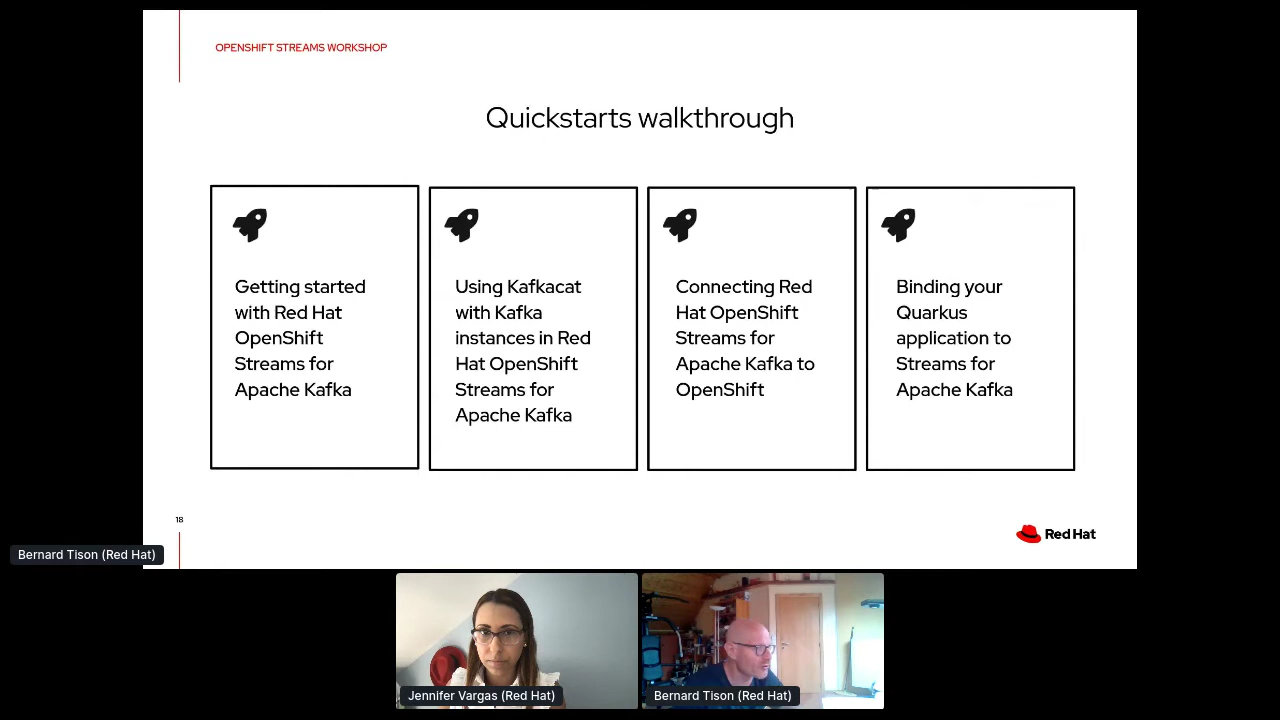 OPENSHIFT STREAMS WORKSHOP
Quickstarts walkthrough
Getting started
with Red Hat
OpenShift
Streams for
Apache Kafka
Using Kafkacat
with Kafka
instances in Red
Hat OpenShift
Streams for
Apache Kafka
Connecting Red
Hat OpenShift
Streams for
Apache Kafka to
OpenShift
Binding your
Quarkus
application to
Streams for
Apache Kafka
18
Red Hat
Bernard Tison (Red Hat)
Jennifer Vargas (Red Hat)
Bernard Tison (Red Hat)